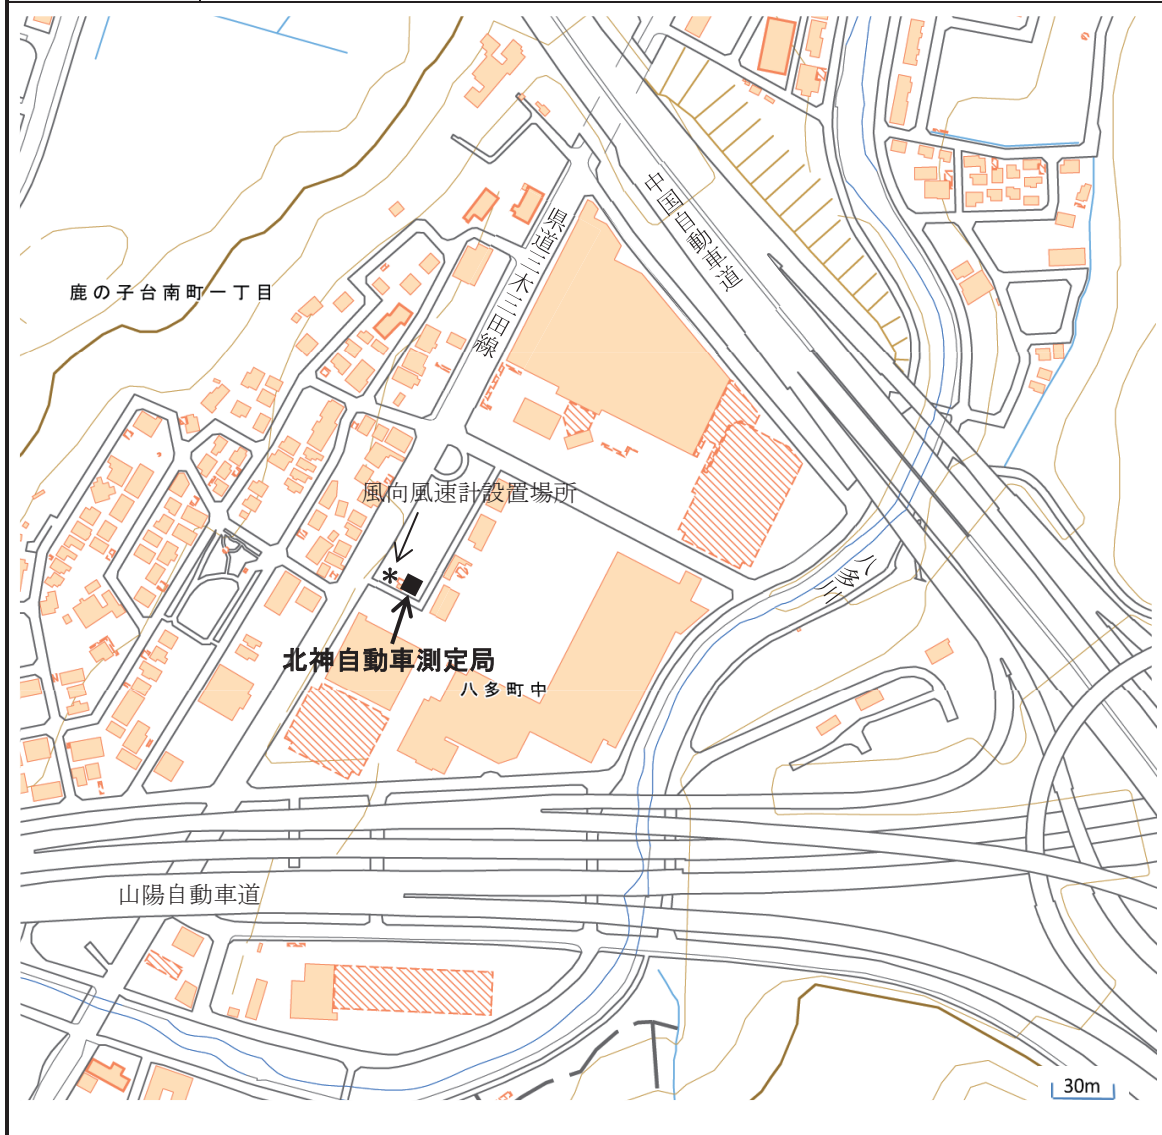 中国自動車道
県道三木三田線
鹿の子台南町一丁目
風向風速計設置場所
*
八多川
北神自動車測定局
八多町中
山陽自動車道
30m